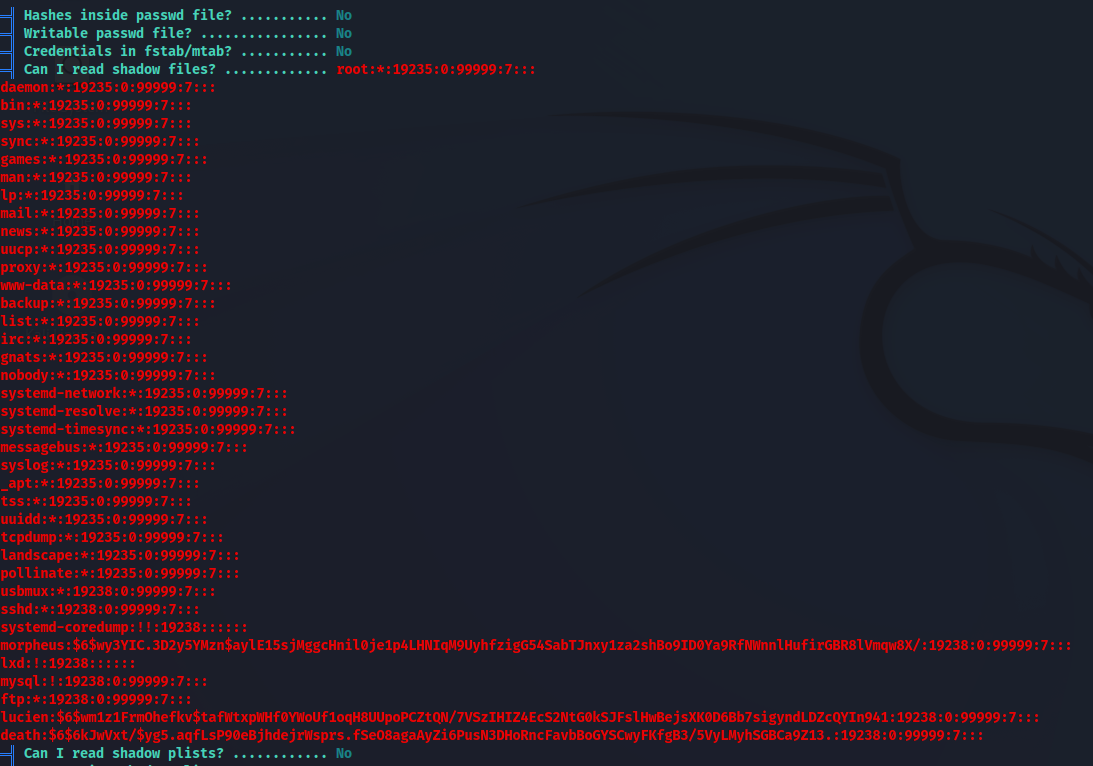 Hashes inside passwd file? ........... No
Writable passwd file? ................ No
Credentials in fstab/mtab? ........... No
Can I read shadow files? ............. root:*:19235:0:99999:7:::
daemon:*:19235:0:99999:7:::
bin:*:19235:0:99999:7:::
sys:*:19235:0:99999:7:::
sync:*:19235:0:99999:7:::
games:*:19235:0:99999:7:::
man:*:19235:0:99999:7:::
lp:*:19235:0:99999:7:::
mail:*:19235:0:99999:7:::
news:*:19235:0:99999:7:::
uucp:*:19235:0:99999:7:::
proxy:*:19235:0:99999:7:::
www-data:*:19235:0:99999:7:::
backup:*:19235:0:99999:7:::
list:*:19235:0:99999:7:::
irc:*:19235:0:99999:7:::
gnats:*:19235:0:99999:7:::
nobody:*:19235:0:99999:7:::
systemd-network:*:19235:0:99999:7:::
systemd-resolve:*:19235:0:99999:7:::
systemd-timesync:*:19235:0:99999:7:::
messagebus:*:19235:0:99999:7:::
syslog:*:19235:0:99999:7:::
_apt:*:19235:0:99999:7:::
tss:*:19235:0:99999:7:::
uuidd:*:19235:0:99999:7:::
tcpdump:*:19235:0:99999:7:::
landscape:*:19235:0:99999:7:::
pollinate:*:19235:0:99999:7:::
usbmux:*:19238:0:99999:7:::
sshd:*:19238:0:99999:7:::
systemd-coredump:!!:19238::::::
morpheus:$6$wy3YIC.3D2y5YMzn$aylE15sjMggcHnil0je1p4LHNIqM9UyhfzigG54SabTJnxy1za2shBo9ID0Ya9RfNWnnlHufirGBR8lVmqw8X/:19238:0:99999:7:::
lxd:!:19238::::::
mysql:!:19238:0:99999:7:::
ftp:*:19238:0:99999:7:::
lucien:$6$wm1z1FrmOhefkv$tafWtxpWHf0YWoUf1oqH8UUpoPCZtQN/7VSzIHIZ4EcS2NtG0kSJFslHwBejsXK0D6Bb7sigyndLDZcQYIn941:19238:0:99999:7:::
death:$6$6kJwVxt/$yg5.aqfLsP90eBjhdejrWsprs.fSeO8agaAyZi6PusN3DHoRncFavbBoGYSCwyFKfgB3/5VyLMyhSGBCa9Z13.:19238:0:99999:7:::
Can I read shadow plists? ............ No